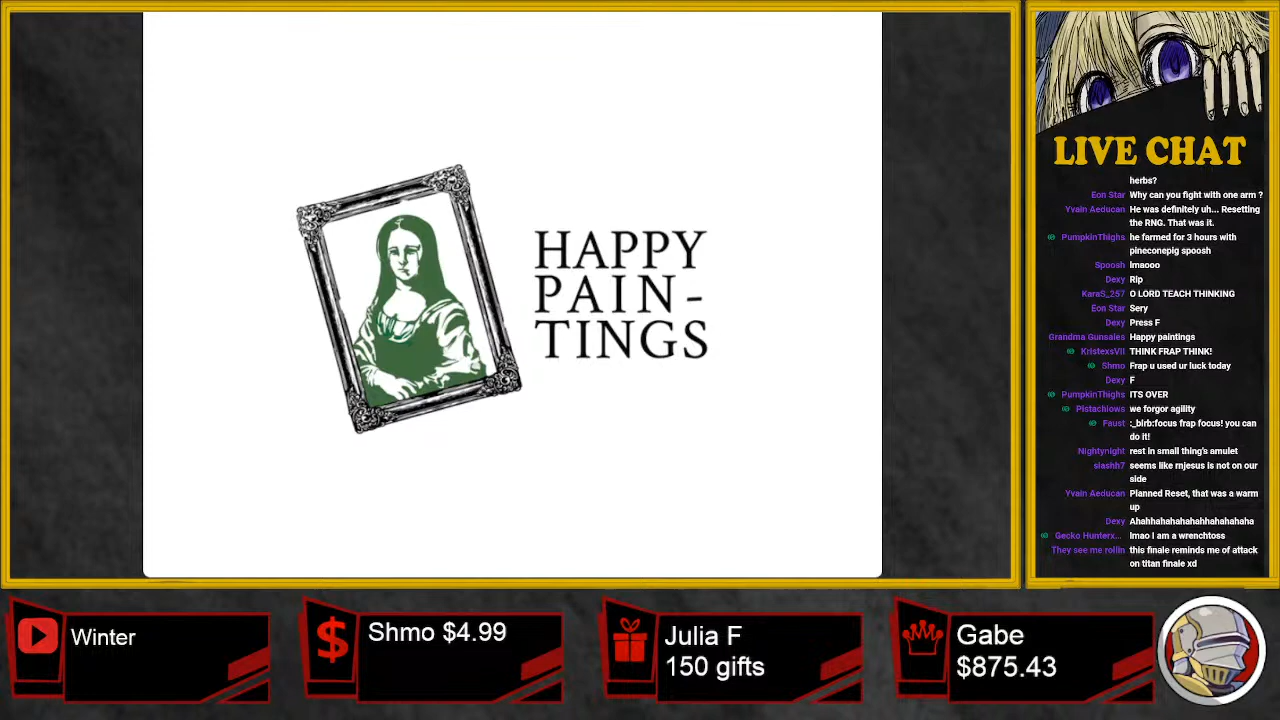 HAPPY
PAIN-
TINGS
LIVE CHAT
herbs?
Eon Star Why can you fight with one arm ?
Yvain Aeducan He was definitely uh... Resetting
the RNG. That was it.
PumpkinThighs he farmed for 3 hours with
pineconepig spoosh
Spoosh lmaooo
Dexy Rip
KaraS_257 O LORD TEACH THINKING
Eon Star Sery
Dexy Press F
Grandma Gunsales Happy paintings
KristexsVII THINK FRAP THINK!
Shmo Frap u used ur luck today
Dexy F
PumpkinThighs ITS OVER
Pistachiows we forgor agility
Faust :_birb:focus frap focus! you can
do it!
Nightynight rest in small thing's amulet
siashh7 seems like rnjesus is not on our
side
Yvain Aeducan Planned Reset, that was a warm
up
Dexy Ahahhahahahahhahahahaha
Gecko Hunterx... lmao I am a wrenchtoss
They see me rollin this finale reminds me of attack
on titan finale xd
Winter
$
Shmo $4.99
Julia F
150 gifts
Gabe
$875.43